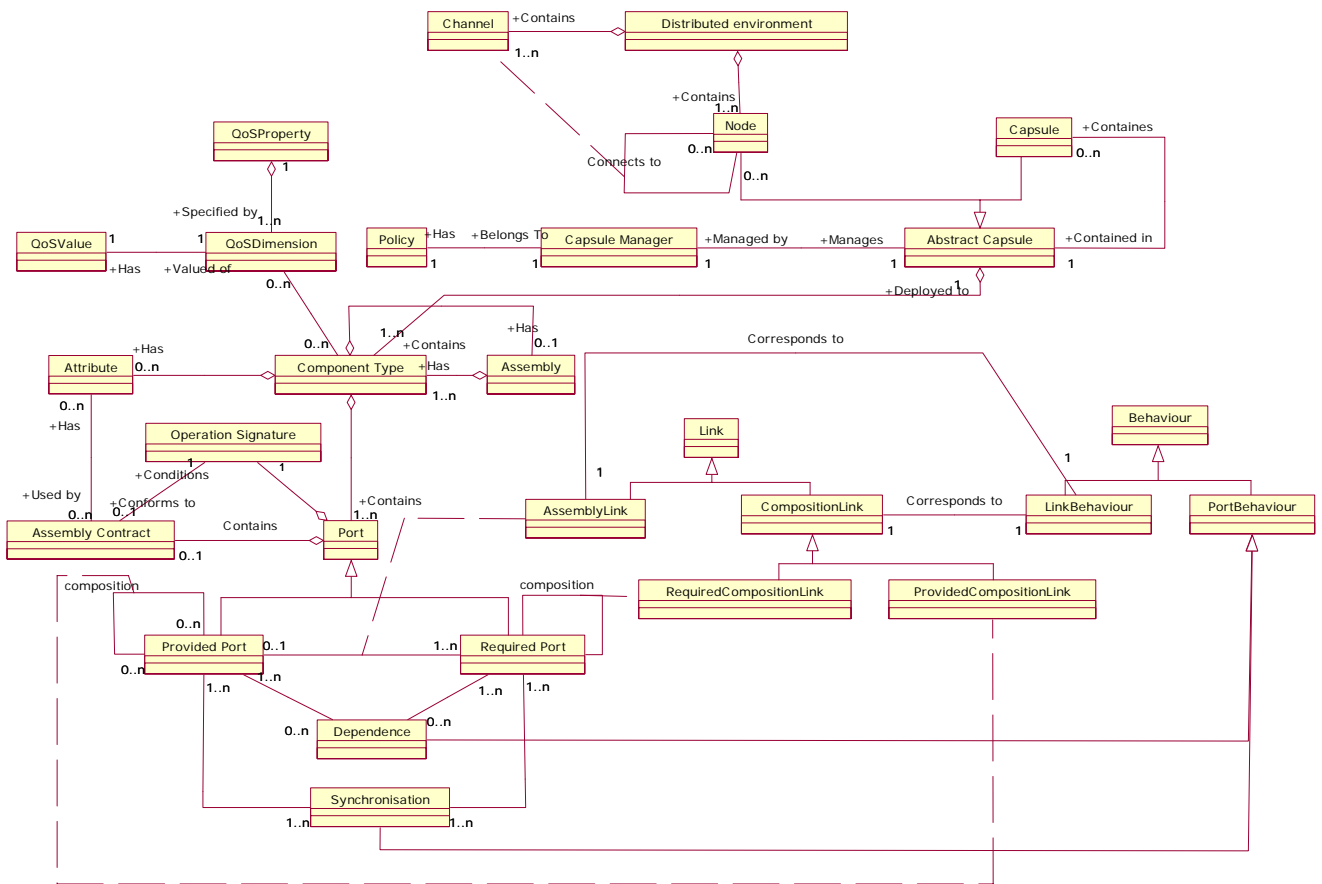 Channel
+Contains
Distributed environment
1..n
+Contains
1..n
Node
0..n
Connects to
0..n
Capsule
+Containes
0..n
QoSProperty
1
+Specified by
1..n
QoSValue
1
1
QoSDimension
+Has
+Valued of
0..n
Policy
+Has
+Belongs To
Capsule Manager
+Managed by
+Manages
Abstract Capsule
+Contained in
1
1
1
1
1
1
+Deployed to
1..n
+Has
0..1
Corresponds to
+Has
0..n
Attribute
0..n
Component Type
+Contains
+Has
1..n
Assembly
0..n
+Has
Operation Signature
1
1
+Conditions
Link
Behaviour
1
1
+Used by
0..n
+Conforms to
0..1
+Contains
1..n
Assembly Contract
Contains
0..1
Port
AssemblyLink
CompositionLink
Corresponds to
1
1
LinkBehaviour
PortBehaviour
composition
composition
RequiredCompositionLink
ProvidedCompositionLink
0..n
Provided Port
0..1
1..n
Required Port
0..n
1..n
1..n
1..n
1..n
0..n
Dependence
0..n
Synchronisation
1..n
1..n